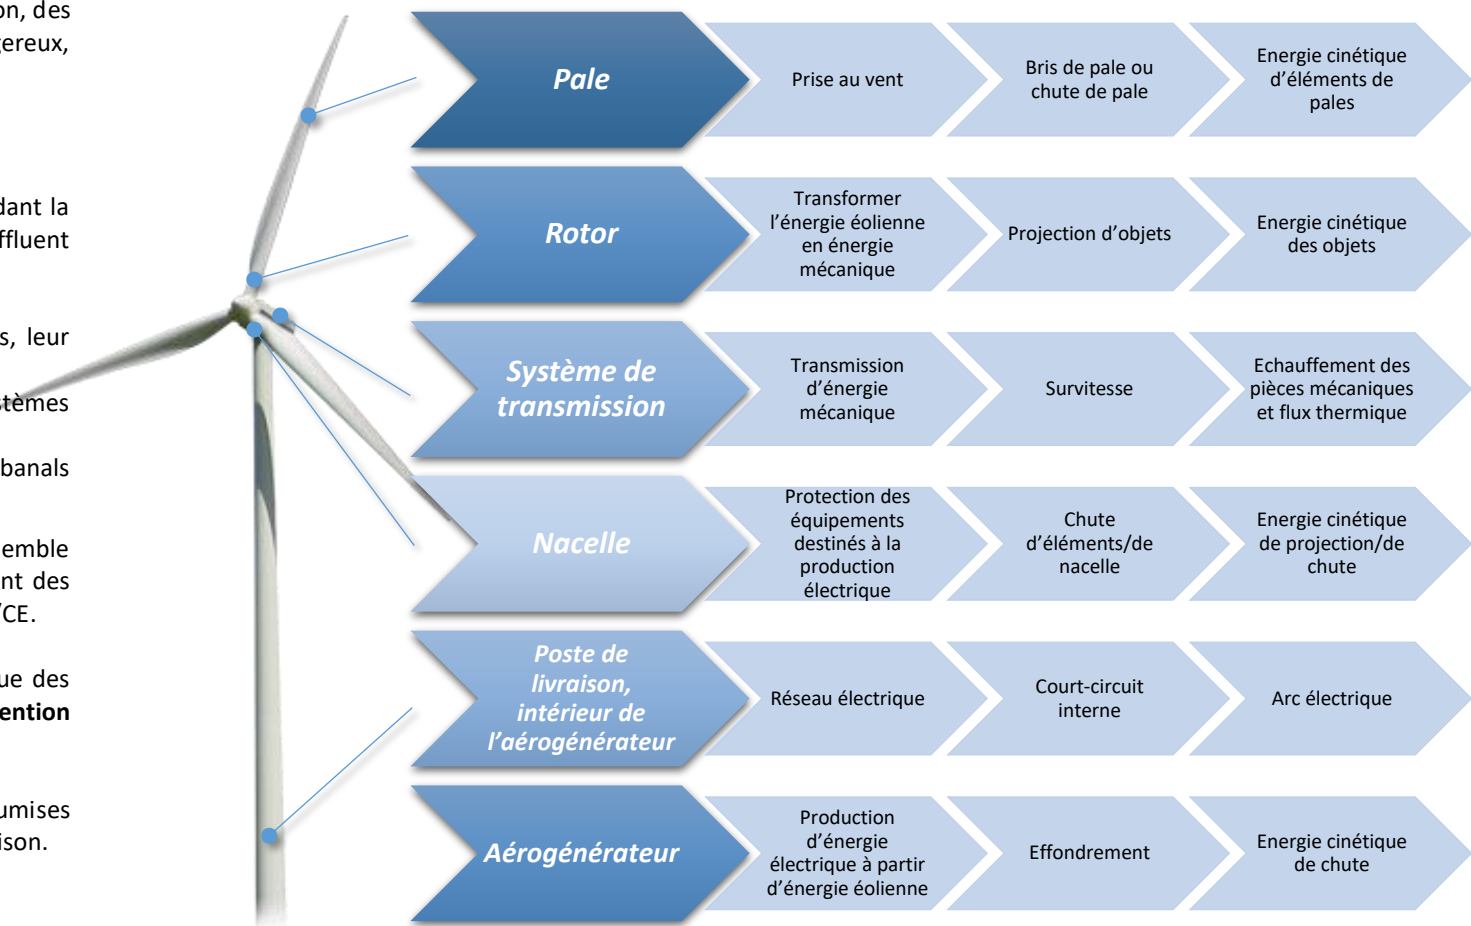 on, des
gereux,
dant la
ffluent
s, leur
stèmes
banals
emble
nt des
/CE.
ue des
ention
umises
ison.
Pale
Prise au vent
Bris de pale ou
chute de pale
Energie cinétique
d'éléments de
pales
Rotor
Transformer
l'énergie éolienne
en énergie
mécanique
Projection d'objets
Energie cinétique
des objets
Système de
transmission
Transmission
d'énergie
mécanique
Survitesse
Echauffement des
pièces mécaniques
et flux thermique
Nacelle
Protection des
équipements
destinés à la
production
électrique
Chute
d'éléments/de
nacelle
Energie cinétique
de projection/de
chute
Poste de
livraison,
intérieur de
l'aérogénérateur
Réseau électrique
Court-circuit
interne
Arc électrique
Aérogénérateur
Production
d'énergie
électrique à partir
d'énergie éolienne
Effondrement
Energie cinétique
de chute